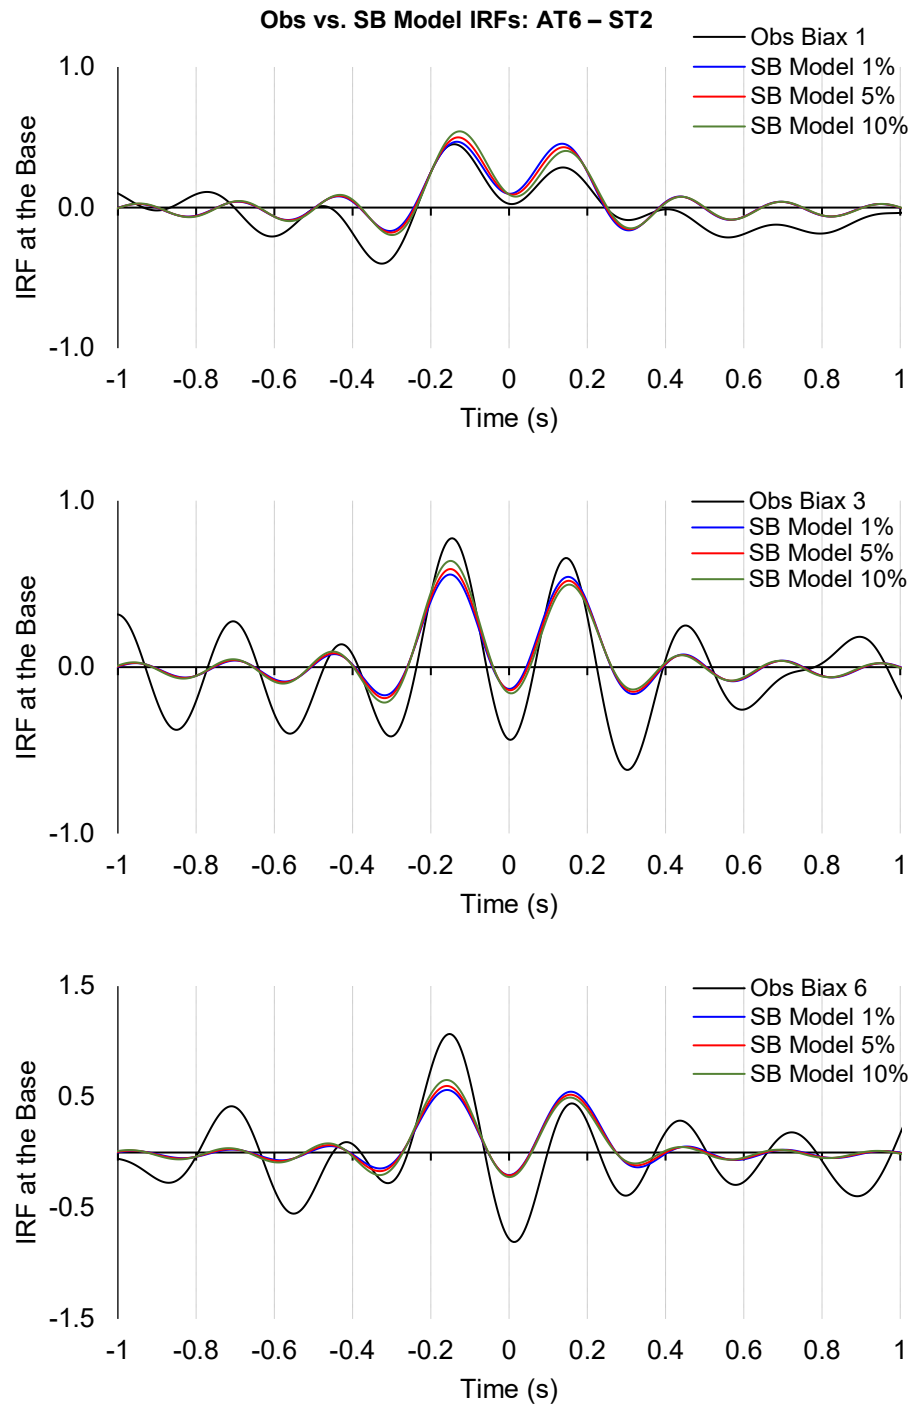 Obs vs. SB Model IRFs: AT6 – ST2
Obs Biax 1
SB Model 1%
SB Model 5%
SB Model 10%
IRF at the Base
1.0
0.0
-1.0
-1 -0.8 -0.6 -0.4 -0.2 0 0.2 0.4 0.6 0.8 1
Time (s)
Obs Biax 3
SB Model 1%
SB Model 5%
SB Model 10%
IRF at the Base
1.0
0.0
-1.0
-1 -0.8 -0.6 -0.4 -0.2 0 0.2 0.4 0.6 0.8 1
Time (s)
Obs Biax 6
SB Model 1%
SB Model 5%
SB Model 10%
IRF at the Base
1.5
0.5
-0.5
-1.5
-1 -0.8 -0.6 -0.4 -0.2 0 0.2 0.4 0.6 0.8 1
Time (s)